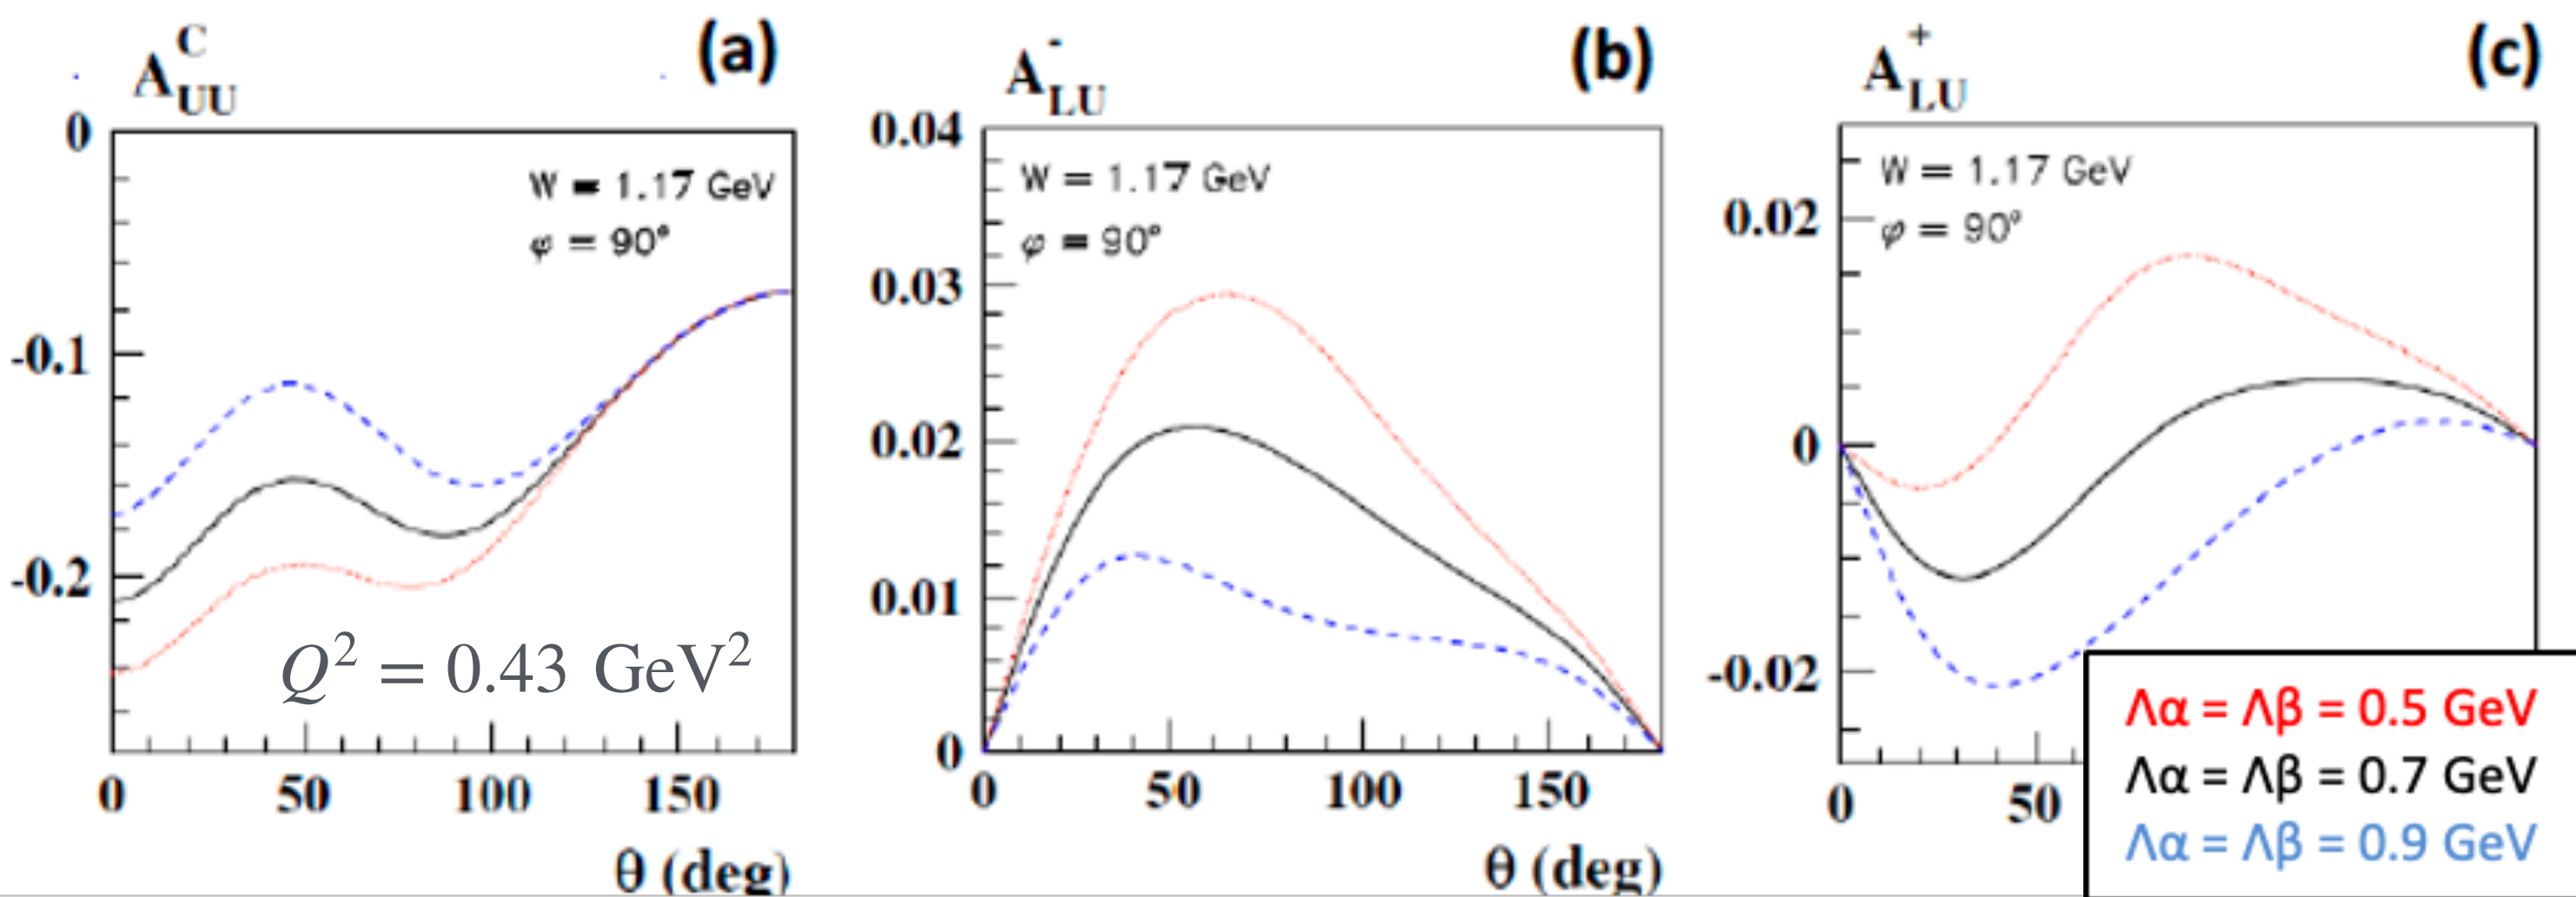 A^C_UU (a)
0
-0.1
-0.2
W = 1.17 GeV
φ = 90°
Q² = 0.43 GeV²
0 50 100 150
θ (deg)
A^-_LU (b)
0.04
0.03
0.02
0.01
0
W = 1.17 GeV
φ = 90°
0 50 100 150
θ (deg)
A^+_LU (c)
0.02
0
-0.02
W = 1.17 GeV
φ = 90°
0 50
Λα = Λβ = 0.5 GeV
Λα = Λβ = 0.7 GeV
Λα = Λβ = 0.9 GeV